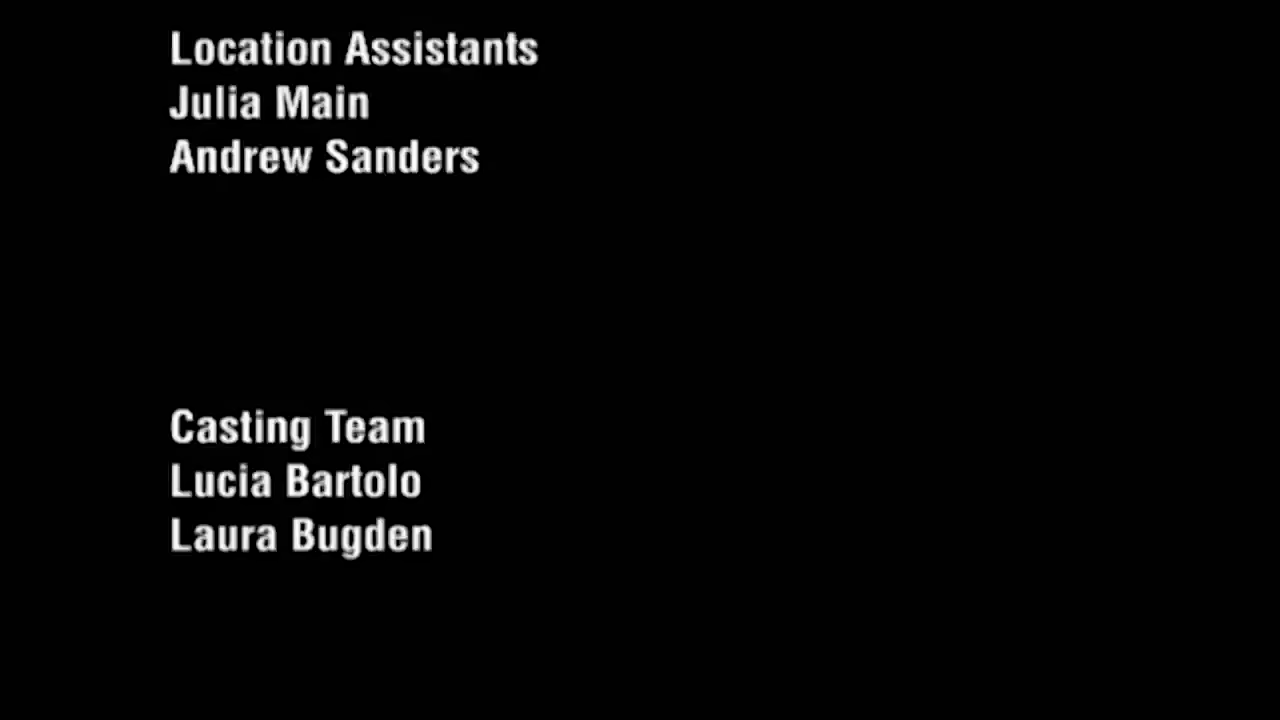 Location Assistants
Julia Main
Andrew Sanders
Casting Team
Lucia Bartolo
Laura Bugden